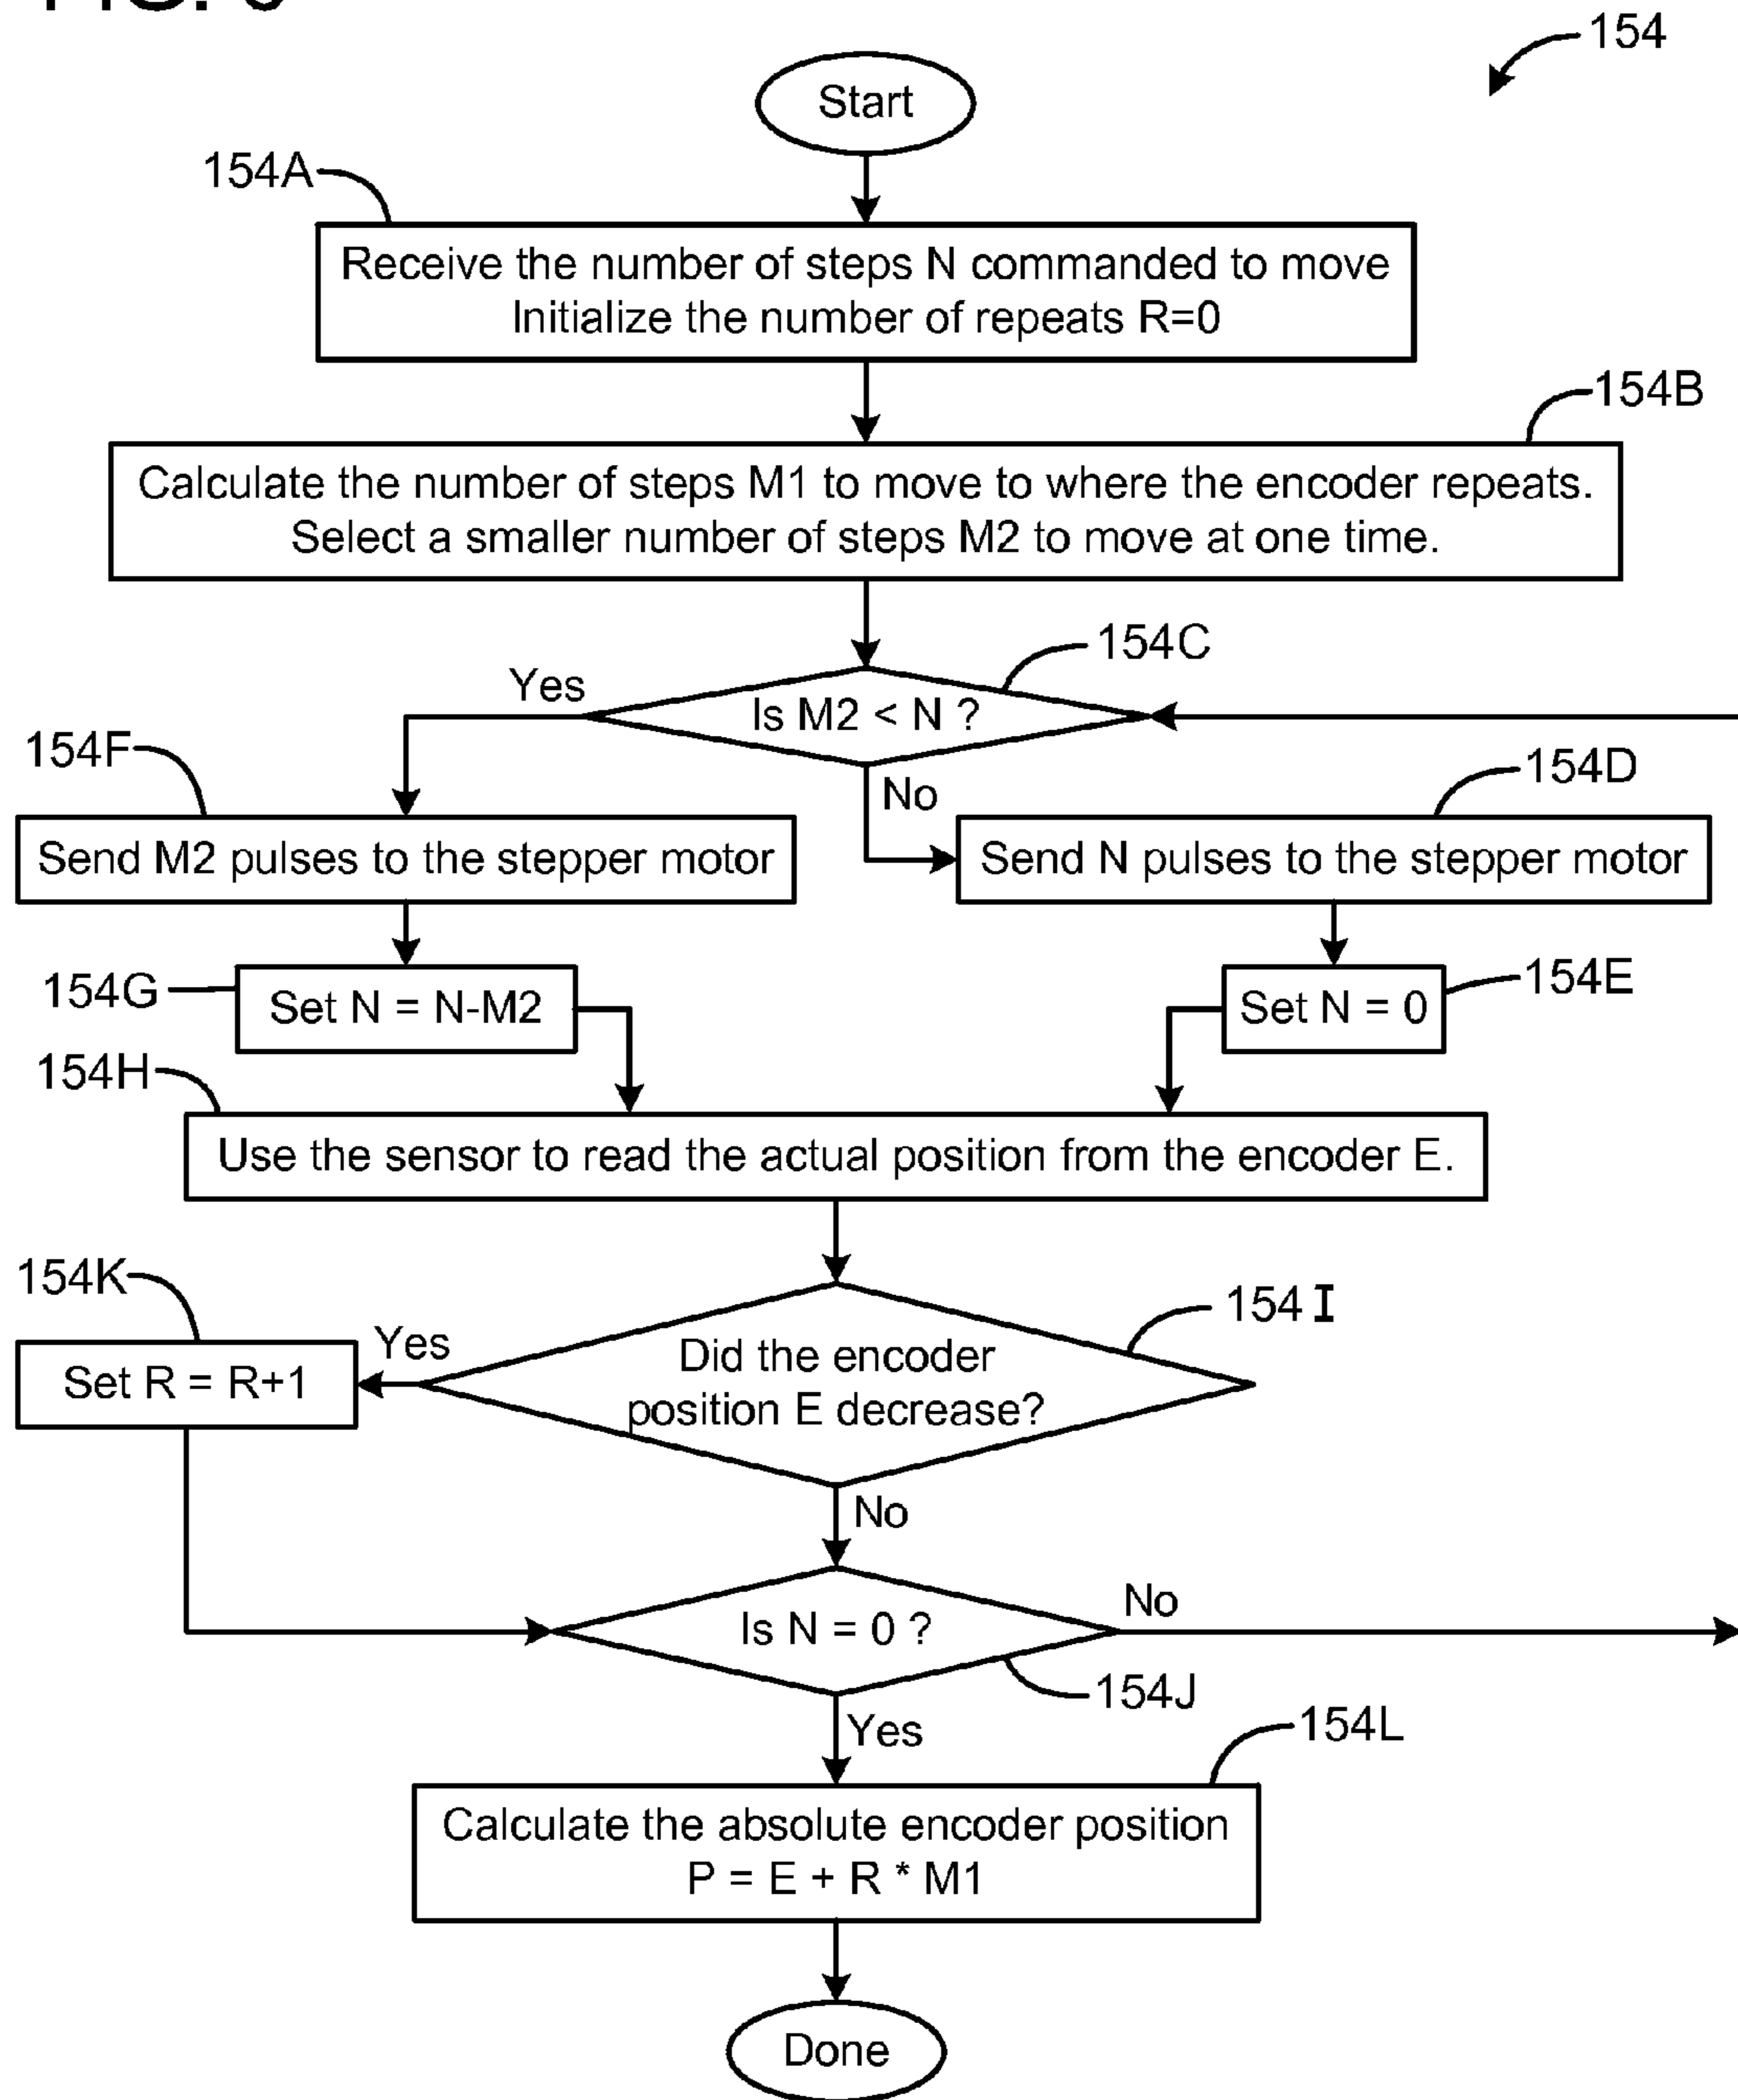 154
Start
154A
Receive the number of steps N commanded to move
Initialize the number of repeats R=0
154B
Calculate the number of steps M1 to move to where the encoder repeats.
Select a smaller number of steps M2 to move at one time.
154C
Yes
Is M2 < N ?
154F
No
154D
Send M2 pulses to the stepper motor
Send N pulses to the stepper motor
154G
Set N = N-M2
Set N = 0
154E
154H
Use the sensor to read the actual position from the encoder E.
154K
154I
Yes
Set R = R+1
Did the encoder
position E decrease?
No
Is N = 0 ?
No
154J
Yes
154L
Calculate the absolute encoder position
P = E + R * M1
Done